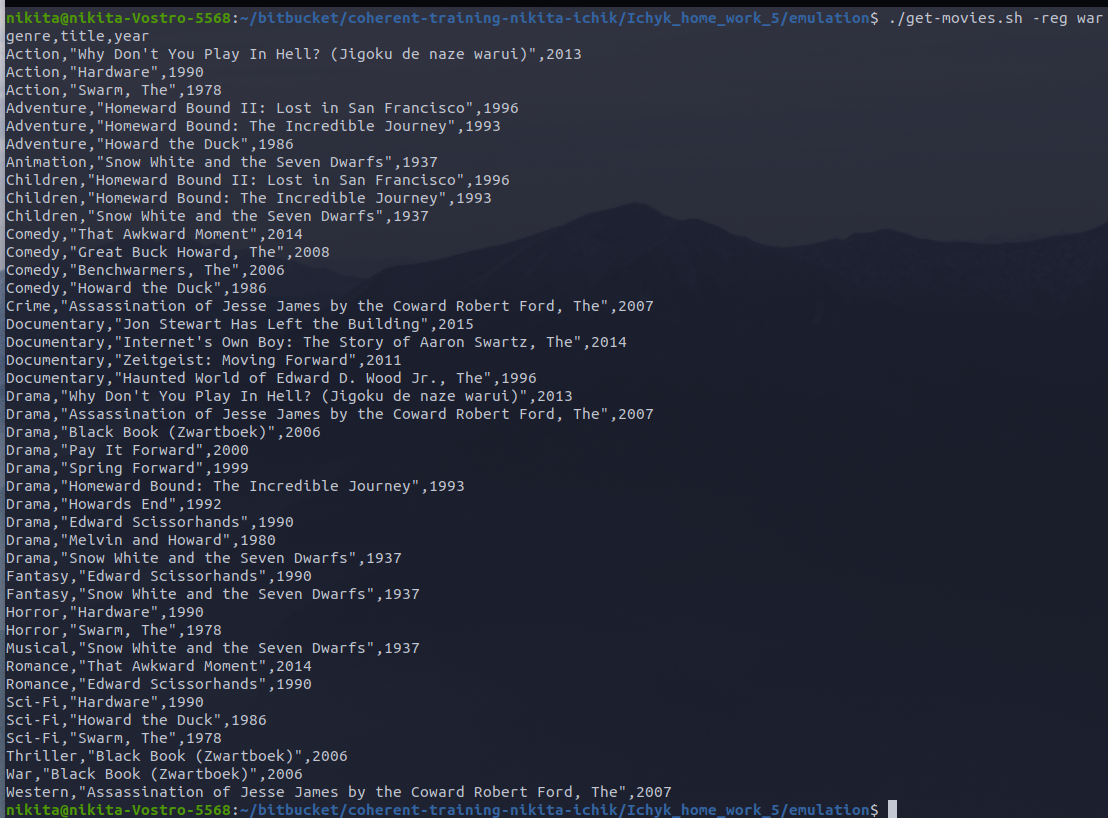 nikita@nikita-Vostro-5568:~/bitbucket/coherent-training-nikita-ichik/Ichyk_home_work_5/emulation$ ./get-movies.sh -reg war
genre,title,year
Action,"Why Don't You Play In Hell? (Jigoku de naze warui)",2013
Action,"Hardware",1990
Action,"Swarm, The",1978
Adventure,"Homeward Bound II: Lost in San Francisco",1996
Adventure,"Homeward Bound: The Incredible Journey",1993
Adventure,"Howard the Duck",1986
Animation,"Snow White and the Seven Dwarfs",1937
Children,"Homeward Bound II: Lost in San Francisco",1996
Children,"Homeward Bound: The Incredible Journey",1993
Children,"Snow White and the Seven Dwarfs",1937
Comedy,"That Awkward Moment",2014
Comedy,"Great Buck Howard, The",2008
Comedy,"Benchwarmers, The",2006
Comedy,"Howard the Duck",1986
Crime,"Assassination of Jesse James by the Coward Robert Ford, The",2007
Documentary,"Jon Stewart Has Left the Building",2015
Documentary,"Internet's Own Boy: The Story of Aaron Swartz, The",2014
Documentary,"Zeitgeist: Moving Forward",2011
Documentary,"Haunted World of Edward D. Wood Jr., The",1996
Drama,"Why Don't You Play In Hell? (Jigoku de naze warui)",2013
Drama,"Assassination of Jesse James by the Coward Robert Ford, The",2007
Drama,"Black Book (Zwartboek)",2006
Drama,"Pay It Forward",2000
Drama,"Spring Forward",1999
Drama,"Homeward Bound: The Incredible Journey",1993
Drama,"Howards End",1992
Drama,"Edward Scissorhands",1990
Drama,"Melvin and Howard",1980
Drama,"Snow White and the Seven Dwarfs",1937
Fantasy,"Edward Scissorhands",1990
Fantasy,"Snow White and the Seven Dwarfs",1937
Horror,"Hardware",1990
Horror,"Swarm, The",1978
Musical,"Snow White and the Seven Dwarfs",1937
Romance,"That Awkward Moment",2014
Romance,"Edward Scissorhands",1990
Sci-Fi,"Hardware",1990
Sci-Fi,"Howard the Duck",1986
Sci-Fi,"Swarm, The",1978
Thriller,"Black Book (Zwartboek)",2006
War,"Black Book (Zwartboek)",2006
Western,"Assassination of Jesse James by the Coward Robert Ford, The",2007
nikita@nikita-Vostro-5568:~/bitbucket/coherent-training-nikita-ichik/Ichyk_home_work_5/emulation$